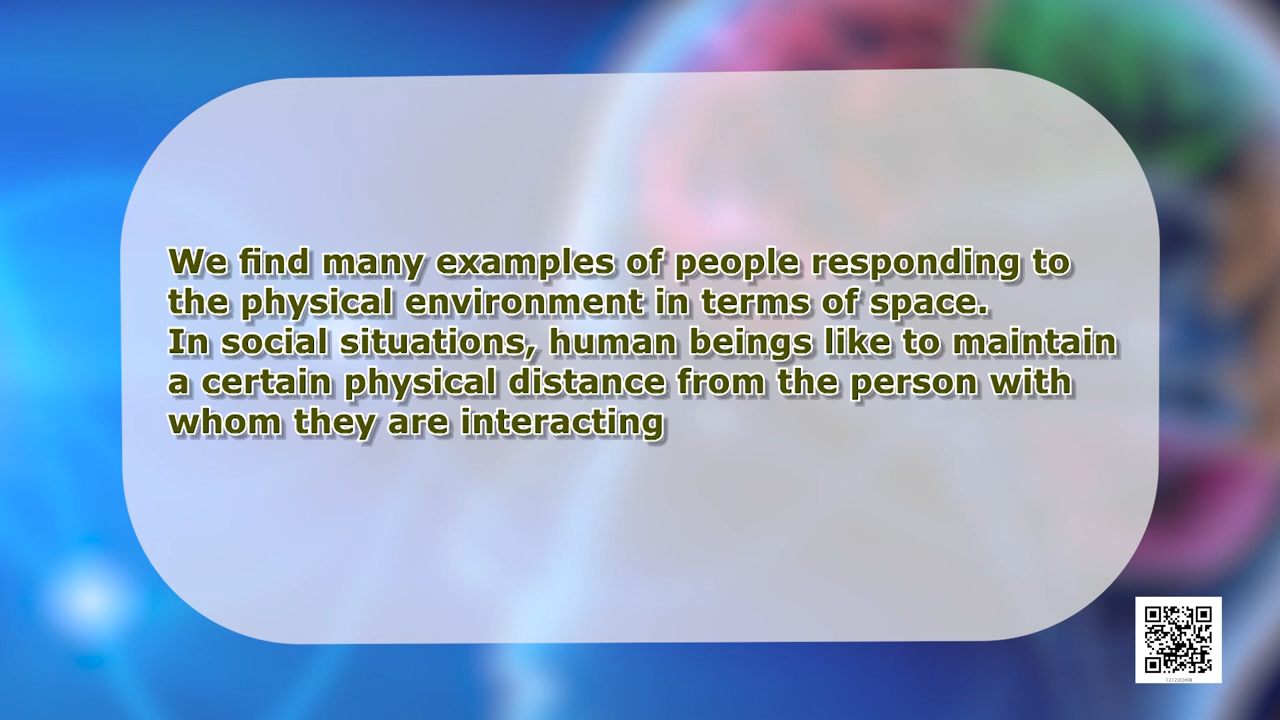 We find many examples of people responding to
the physical environment in terms of space.
In social situations, human beings like to maintain
a certain physical distance from the person with
whom they are interacting
12123CH08